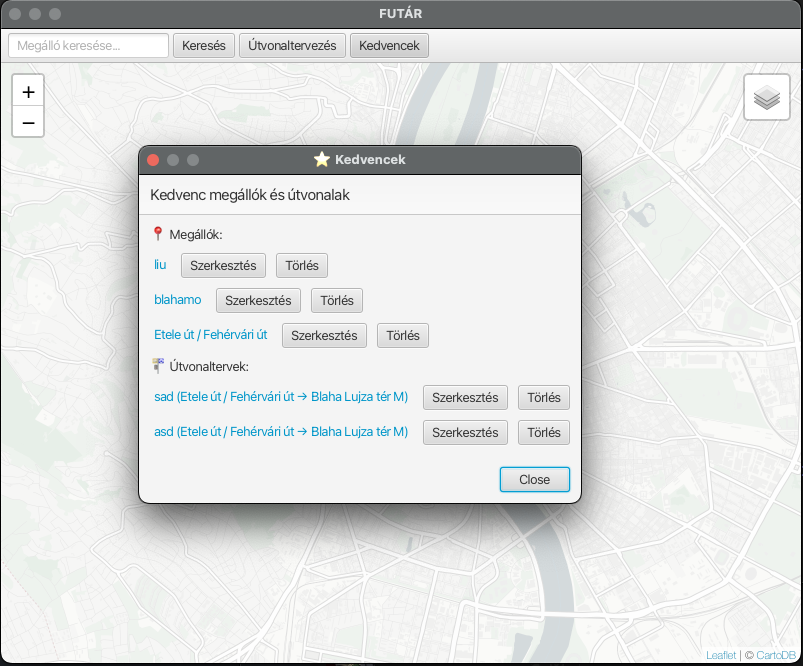 FUTÁR
Megálló keresése... Keresés Útvonaltervezés Kedvencek
+
−
Kedvencek
Kedvenc megállók és útvonalak
Megállók:
liu Szerkesztés Törlés
blahamo Szerkesztés Törlés
Etele út / Fehérvári út Szerkesztés Törlés
Útvonaltervek:
sad (Etele út / Fehérvári út → Blaha Lujza tér M) Szerkesztés Törlés
asd (Etele út / Fehérvári út → Blaha Lujza tér M) Szerkesztés Törlés
Close
Leaflet | © CartoDB